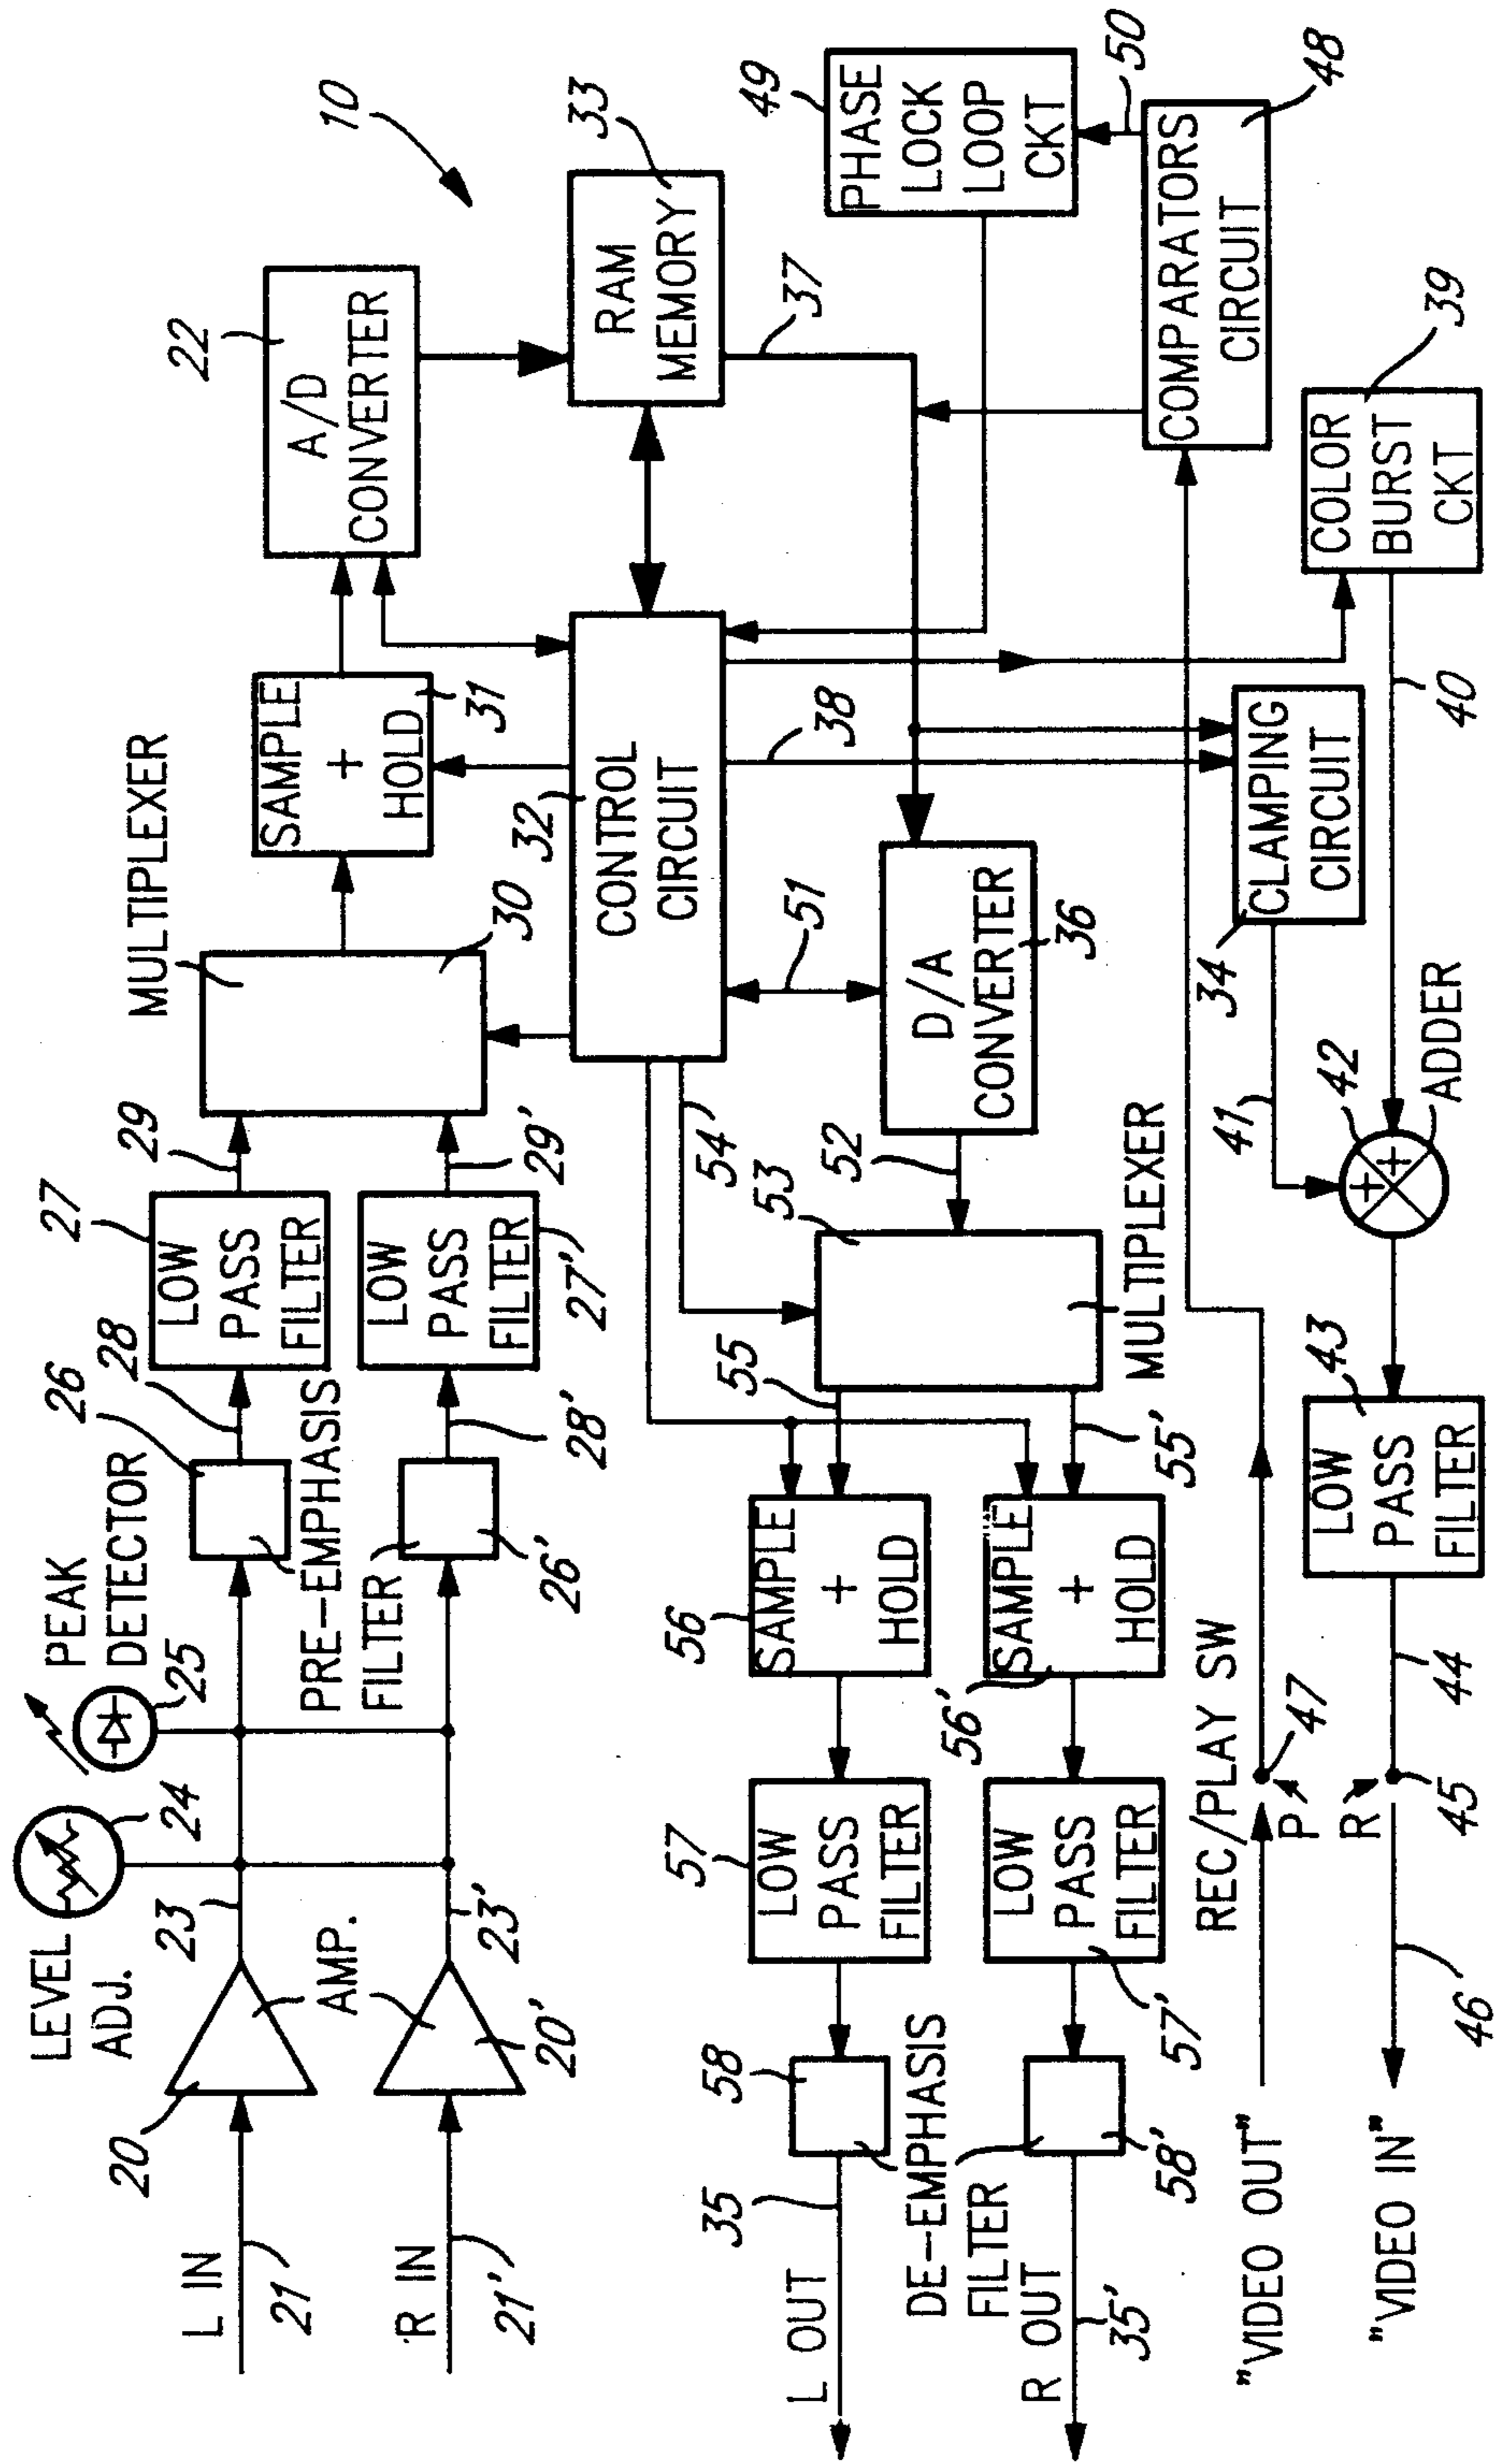 10
LEVEL
ADJ.
24
PEAK
DETECTOR
25
26
28
27
29
MULTIPLEXER
22
L IN
21
20
23
AMP.
PRE-EMPHASIS
FILTER
LOW
PASS
FILTER
30
SAMPLE
+
HOLD
31
A/D
CONVERTER
R IN
21'
20'
23'
26'
28'
LOW
PASS
FILTER
27'
29'
32
CONTROL
CIRCUIT
RAM
MEMORY
33
54
51
38
37
49
PHASE
LOCK
LOOP
CKT
50
L OUT
35
58
57
LOW
PASS
FILTER
56
SAMPLE
+
HOLD
55
53
52
D/A
CONVERTER
36
DE-EMPHASIS
FILTER
R OUT
35'
58'
57'
LOW
PASS
FILTER
56'
SAMPLE
+
HOLD
55'
MULTIPLEXER
COMPARATORS
CIRCUIT
48
REC/PLAY SW
"VIDEO OUT"
P
47
34
CLAMPING
CIRCUIT
41
COLOR
BURST
CKT
39
40
"VIDEO IN"
46
R
45
44
LOW
PASS
FILTER
43
42
+
+
ADDER